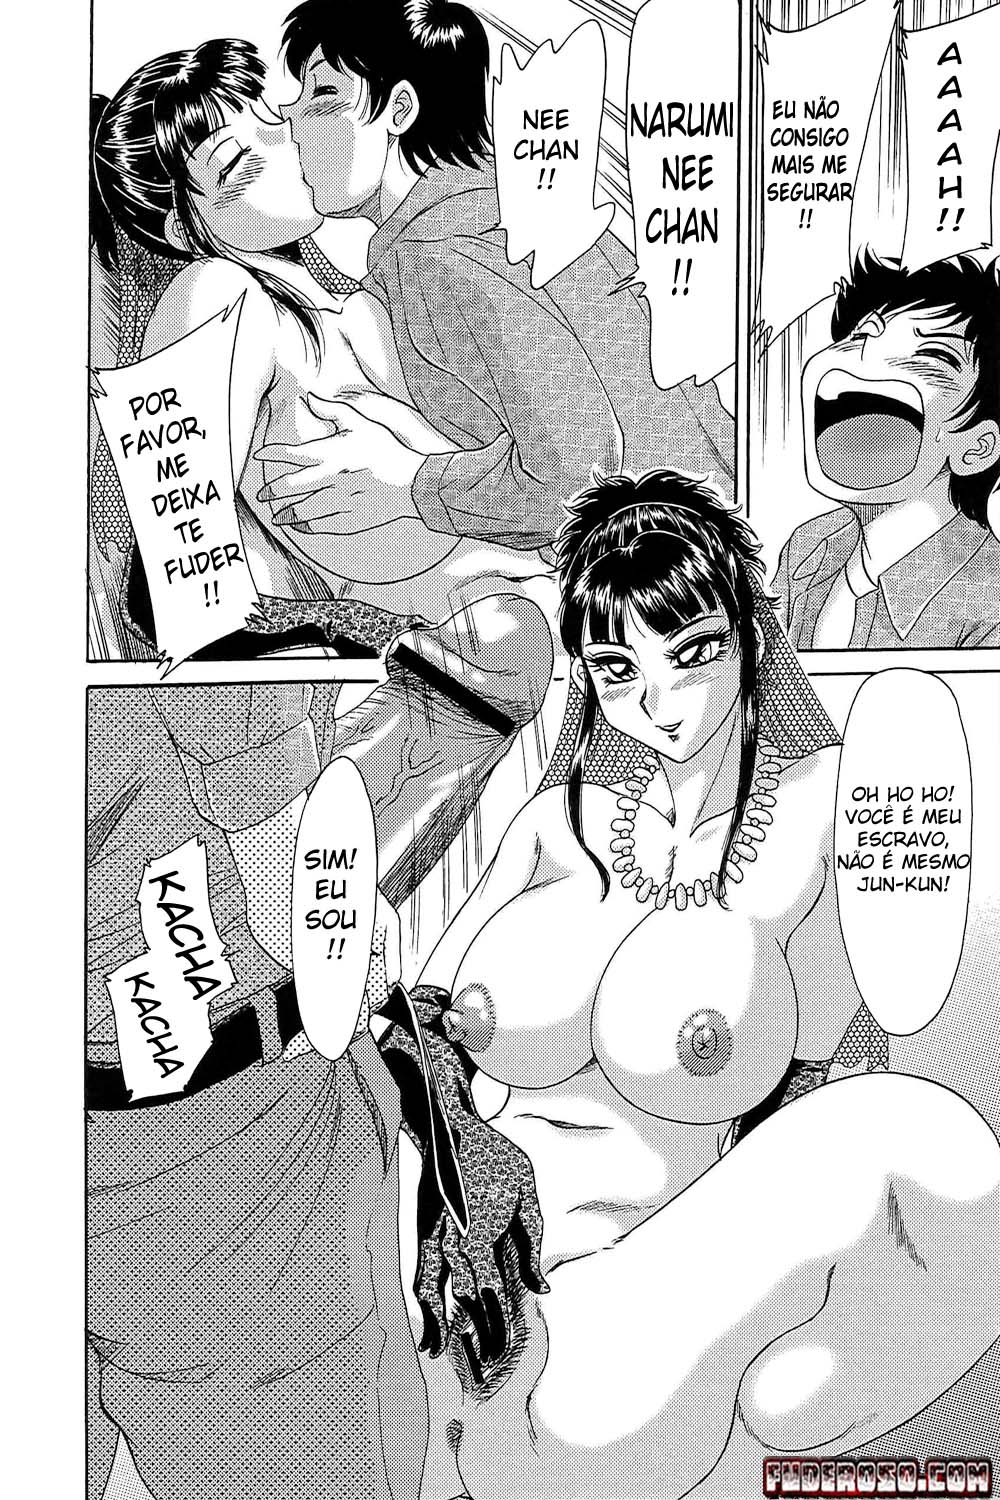 AAAAH!!
EU NÃO
CONSIGO
MAIS ME
SEGURAR
!!
NARUMI
NEE
CHAN
!!
NEE
CHAN
!!
POR
FAVOR,
ME
DEIXA
TE
FUDER
!!
OH HO HO!
VOCÊ É MEU
ESCRAVO,
NÃO É MESMO
JUN-KUN!
SIM!
EU
SOU
!!
KACHA
KACHA
FUDEROSO.COM